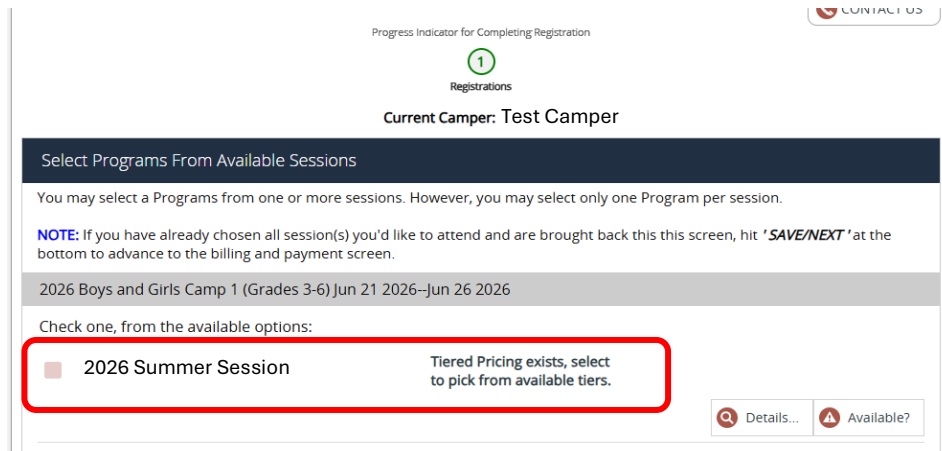 CONTACT US
Progress Indicator for Completing Registration
1
Registrations
Current Camper: Test Camper
Select Programs From Available Sessions
You may select a Programs from one or more sessions. However, you may select only one Program per session.
NOTE: If you have already chosen all session(s) you'd like to attend and are brought back this this screen, hit ' SAVE/NEXT ' at the
bottom to advance to the billing and payment screen.
2026 Boys and Girls Camp 1 (Grades 3-6) Jun 21 2026--Jun 26 2026
Check one, from the available options:
2026 Summer Session
Tiered Pricing exists, select
to pick from available tiers.
Details...
Available?